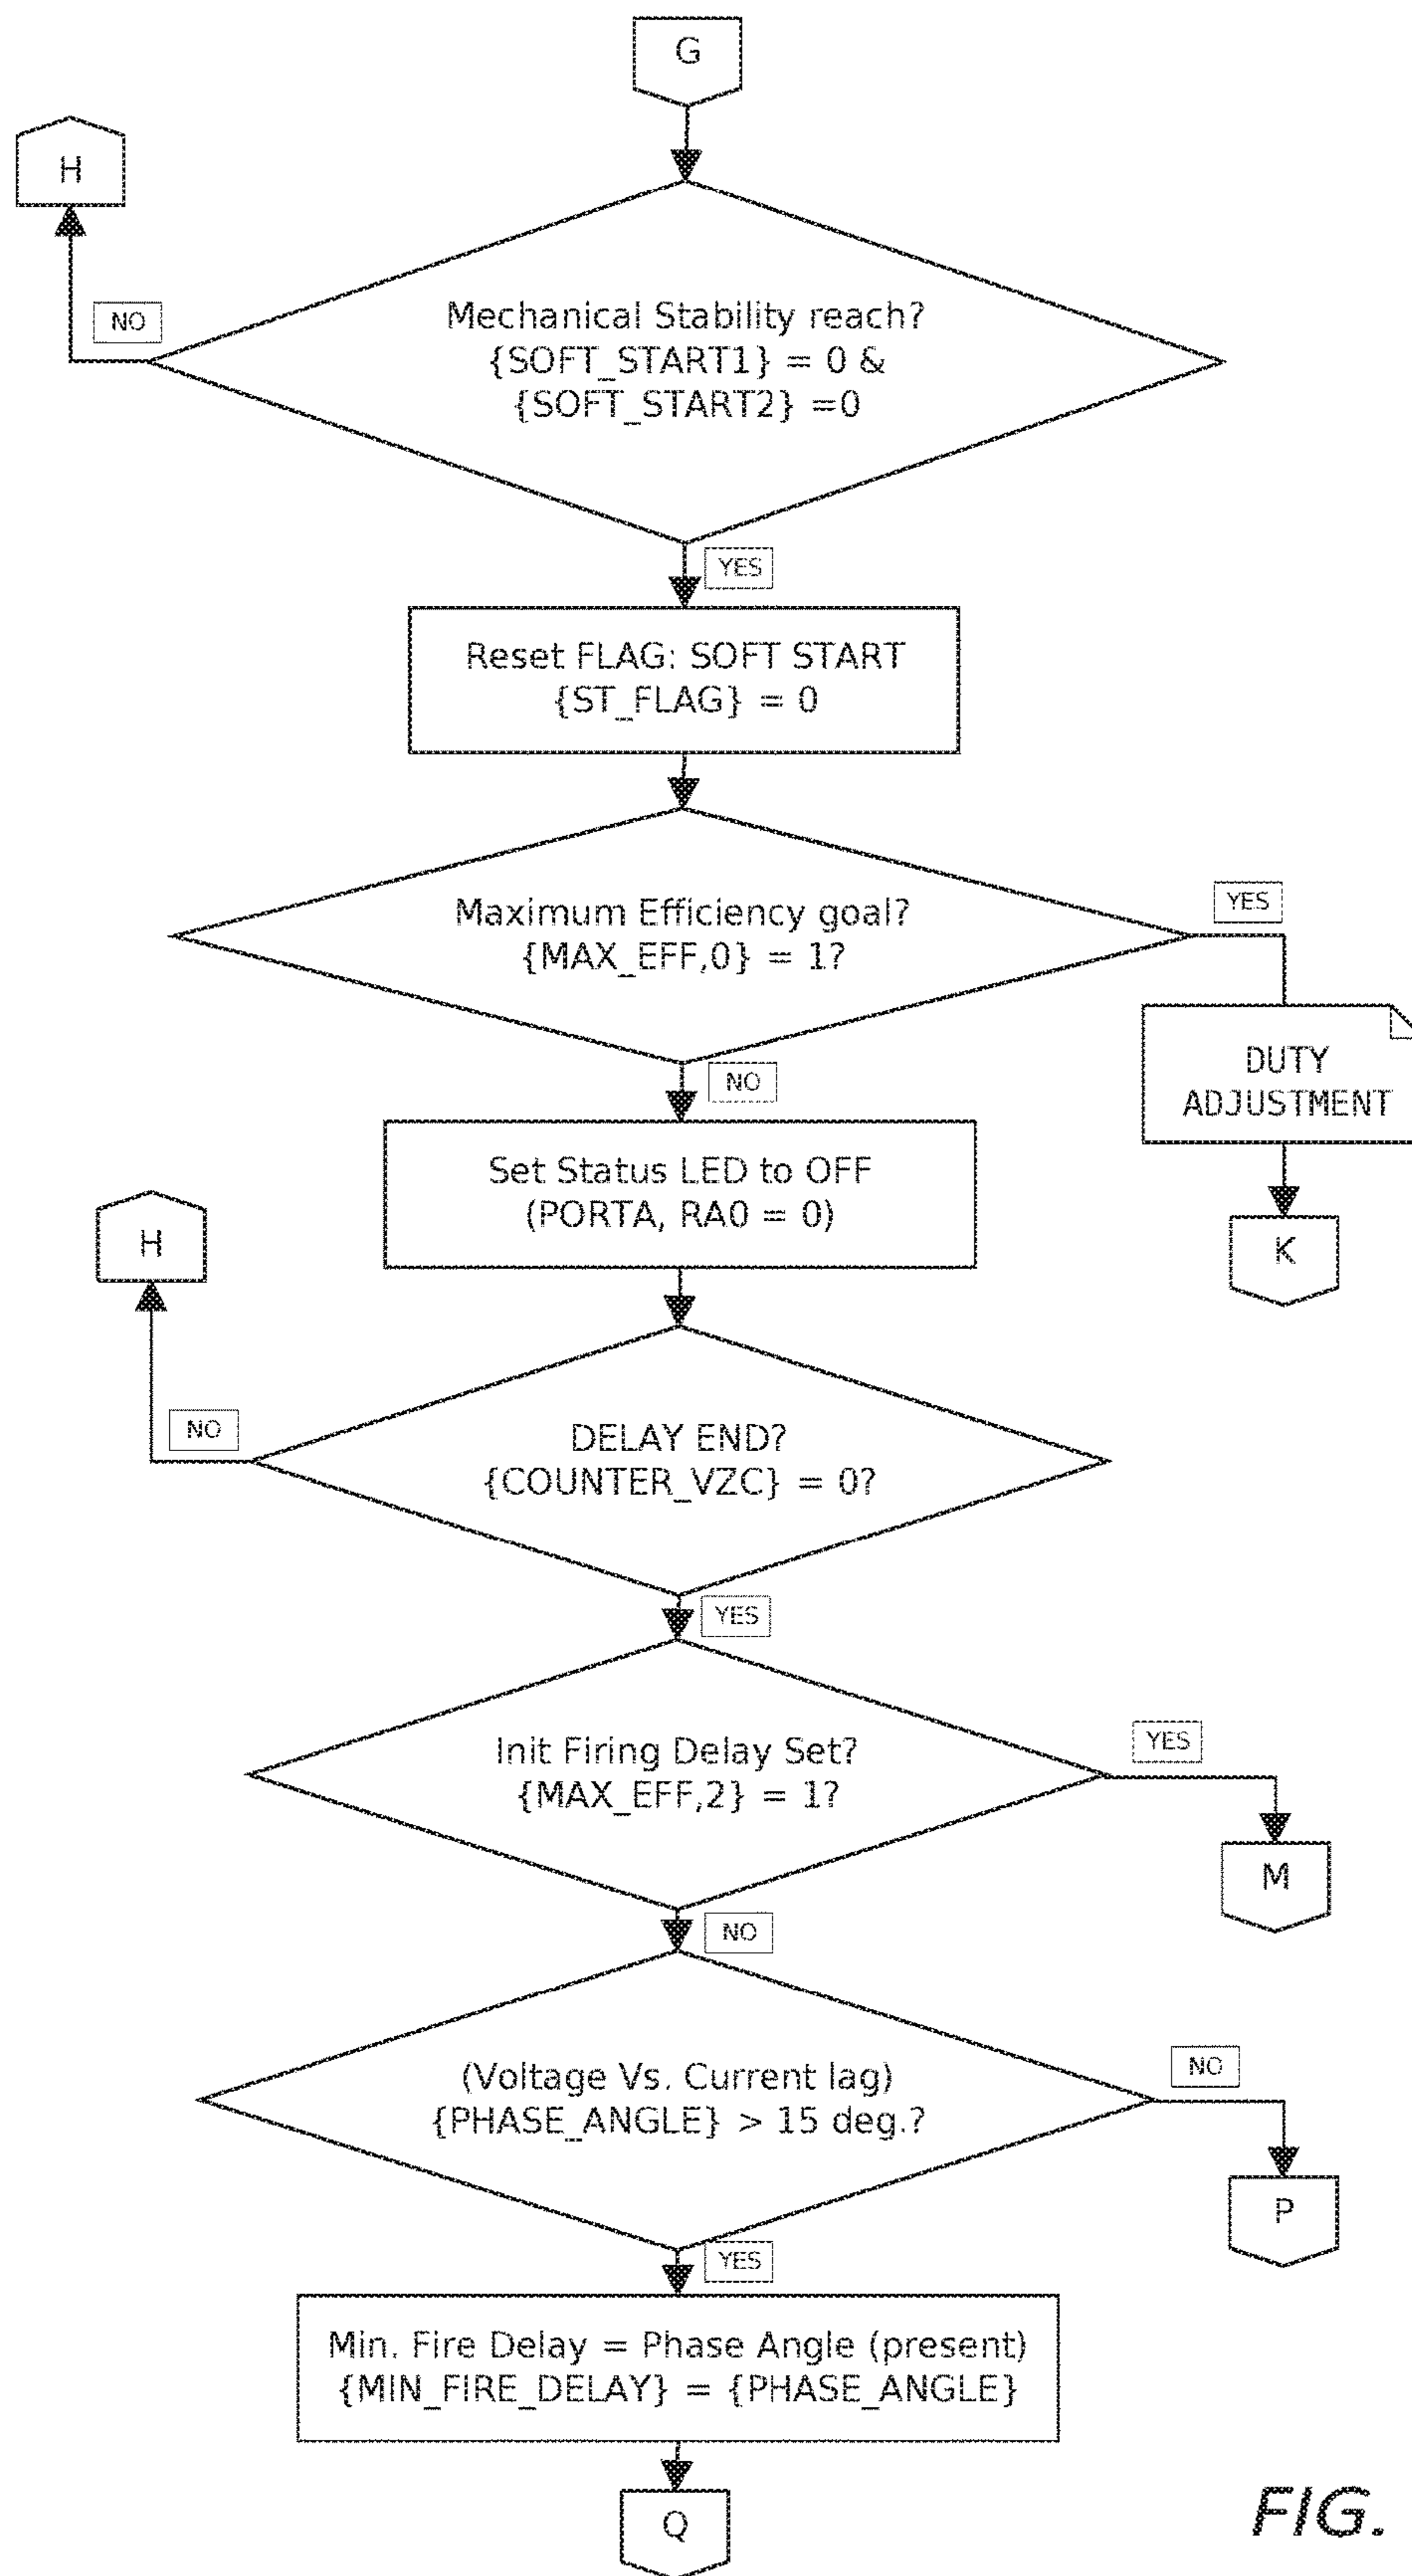 G
H
Mechanical Stability reach?
{SOFT_START1} = 0 &
{SOFT_START2} =0
NO
YES
Reset FLAG: SOFT START
{ST_FLAG} = 0
Maximum Efficiency goal?
{MAX_EFF,0} = 1?
YES
DUTY
ADJUSTMENT
K
NO
Set Status LED to OFF
(PORTA, RA0 = 0)
H
NO
DELAY END?
{COUNTER_VZC} = 0?
YES
Init Firing Delay Set?
{MAX_EFF,2} = 1?
YES
M
NO
(Voltage Vs. Current lag)
{PHASE_ANGLE} > 15 deg.?
NO
P
YES
Min. Fire Delay = Phase Angle (present)
{MIN_FIRE_DELAY} = {PHASE_ANGLE}
Q
FIG.